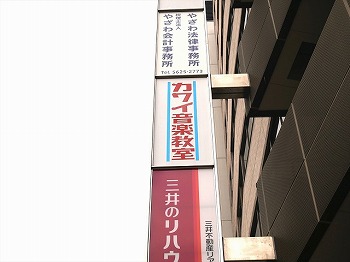 やざわ法律事務所
税理士法人
やざわ会計事務所
Tel 5625-2773
カワイ音楽教室
三井のリハウ
三井不動産リア